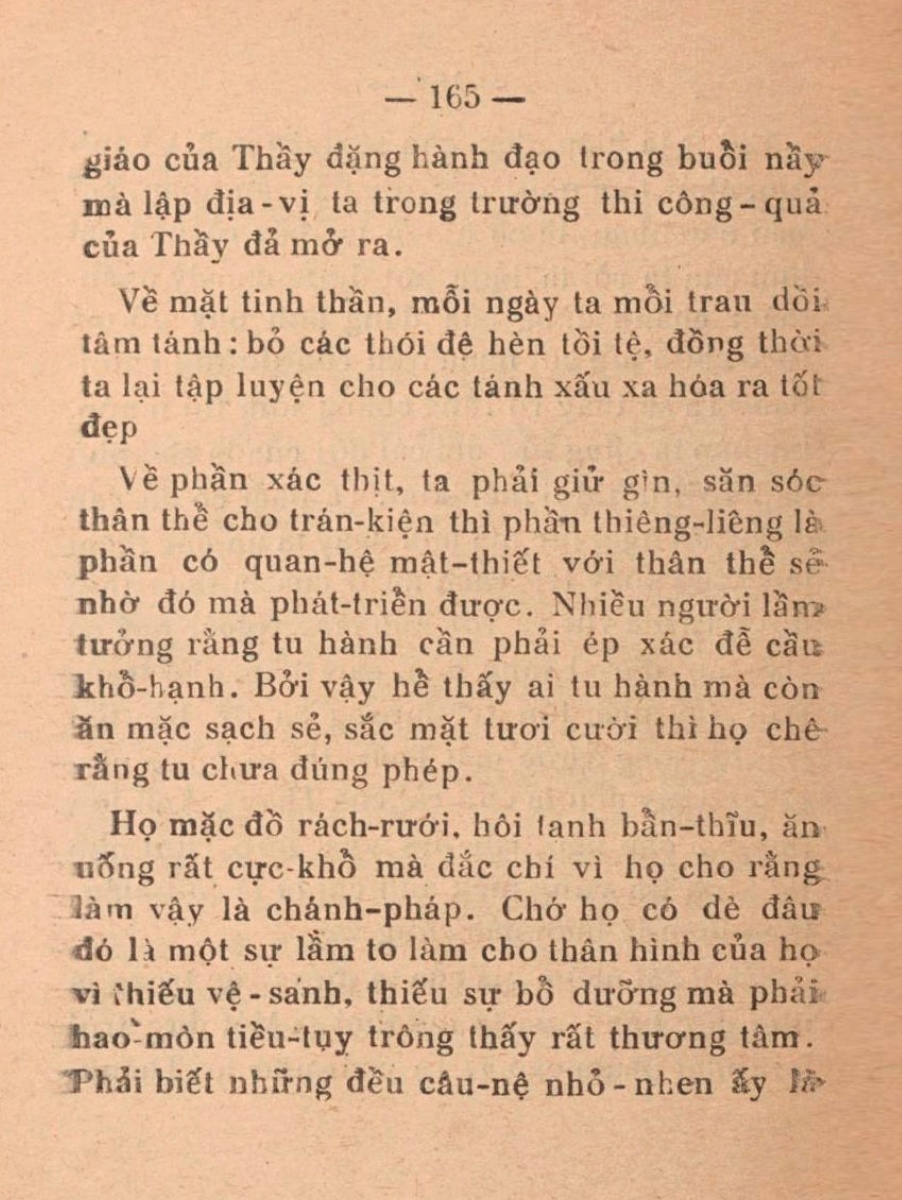 — 165 —
giáo của Thầy đặng hành đạo trong buổi nầy
mà lập địa-vị ta trong trường thi công-quả
của Thầy đả mở ra.
Về mặt tinh thần, mỗi ngày ta mỗi trau dồi
tâm tánh: bỏ các thói đệ hèn tồi tệ, đồng thời
ta lại tập luyện cho các tánh xấu xa hóa ra tốt
đẹp
Về phần xác thịt, ta phải giử gìn, săn sóc
thân thể cho trán-kiện thì phần thiêng-liêng là
phần có quan-hệ mật-thiết với thân thể sẻ
nhờ đó mà phát-triển được. Nhiều người lầm
tưởng rằng tu hành cần phải ép xác để cầu
khổ-hạnh. Bởi vậy hề thấy ai tu hành mà còn
ăn mặc sạch sẻ, sắc mặt tươi cười thì họ chê
rằng tu chưa đúng phép.
Họ mặc đồ rách-rưới, hôi tanh bẩn-thĩu, ăn
uống rất cực-khổ mà đắc chí vì họ cho rằng
làm vậy là chánh-pháp. Chớ họ có dè đâu
đó là một sự lầm to làm cho thân hình của họ
vì thiếu vệ-sanh, thiếu sự bổ dưỡng mà phải
hao-mòn tiều-tụy trông thấy rất thương tâm.
Phải biết những đều câu-nệ nhỏ-nhen ấy là